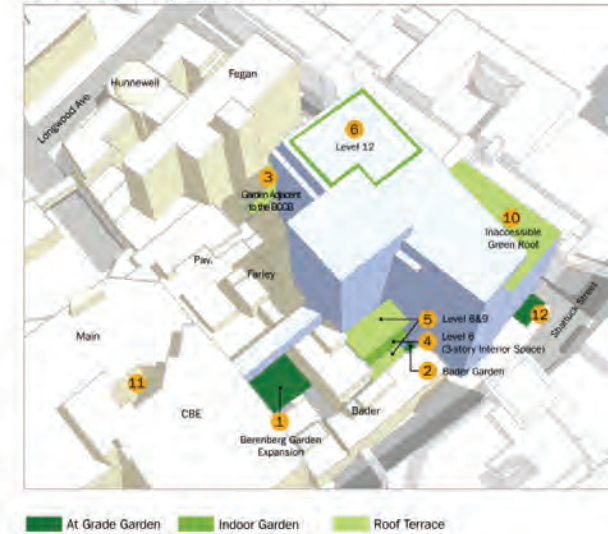 Hunnewell
Fegan
Longwood Ave
6
Level 12
3
Garden Adjacent
to the BCCB
10
Inaccessible
Green Roof
Pav.
Farley
Shattuck Street
12
5 Level 8&9
4 Level 6
(3-story Interior Space)
2 Bader Garden
Main
11
CBE
Bader
1
Berenberg Garden
Expansion
At Grade Garden
Indoor Garden
Roof Terrace